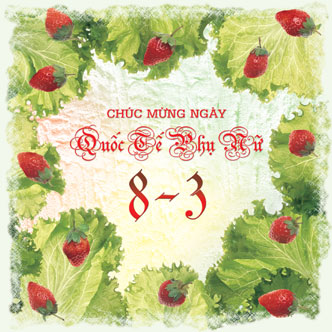 CHÚC MỪNG NGÀY
Quốc Tế Phụ Nữ
8-3